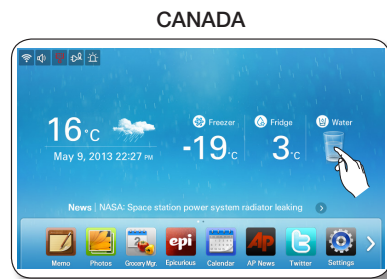 CANADA
16°C
May 9, 2013 22:27 PM
Freezer
-19°C
Fridge
3°C
Water
News | NASA: Space station power system radiator leaking
epi
AP
Memo Photos Grocery Mgr. Epicurious Calendar AP News Twitter Settings